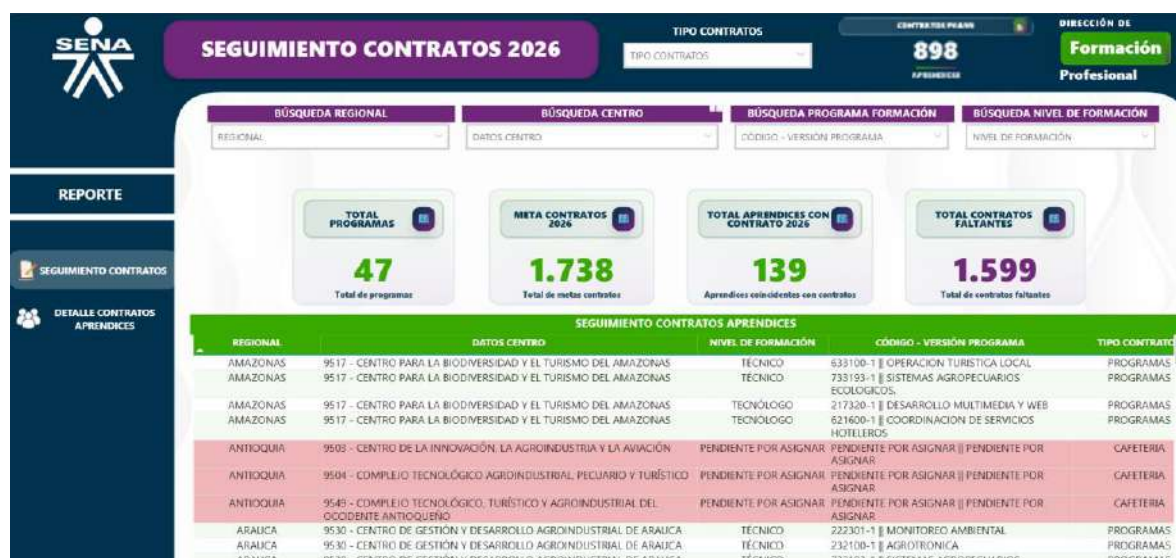 SENA
SEGUIMIENTO CONTRATOS 2026
TIPO CONTRATOS
TIPO CONTRATOS
898
APRENDICES
DIRECCIÓN DE
Formación
Profesional
BÚSQUEDA REGIONAL
BÚSQUEDA CENTRO
BÚSQUEDA PROGRAMA FORMACIÓN
BÚSQUEDA NIVEL DE FORMACIÓN
REGIONAL
DATOS CENTRO
CÓDIGO - VERSIÓN PROGRAMA
NIVEL DE FORMACIÓN
REPORTE
SEGUIMIENTO CONTRATOS
DETALLE CONTRATOS
APRENDICES
TOTAL
PROGRAMAS
47
Total de programas
META CONTRATOS
2026
1.738
Total de metas contratos
TOTAL APRENDICES CON
CONTRATO 2026
139
Aprendices coincidentes con contratos
TOTAL CONTRATOS
FALTANTES
1.599
Total de contratos faltantes
SEGUIMIENTO CONTRATOS APRENDICES
REGIONAL DATOS CENTRO NIVEL DE FORMACIÓN CÓDIGO - VERSIÓN PROGRAMA TIPO CONTRATO
AMAZONAS 9517 - CENTRO PARA LA BIODIVERSIDAD Y EL TURISMO DEL AMAZONAS TÉCNICO 633100-1 || OPERACION TURISTICA LOCAL PROGRAMAS
AMAZONAS 9517 - CENTRO PARA LA BIODIVERSIDAD Y EL TURISMO DEL AMAZONAS TÉCNICO 733193-1 || SISTEMAS AGROPECUARIOS PROGRAMAS
ECOLOGICOS.
AMAZONAS 9517 - CENTRO PARA LA BIODIVERSIDAD Y EL TURISMO DEL AMAZONAS TECNÓLOGO 217320-1 || DESARROLLO MULTIMEDIA Y WEB PROGRAMAS
AMAZONAS 9517 - CENTRO PARA LA BIODIVERSIDAD Y EL TURISMO DEL AMAZONAS TECNÓLOGO 621600-1 || COORDINACION DE SERVICIOS PROGRAMAS
HOTELEROS
ANTIOQUIA 9503 - CENTRO DE LA INNOVACIÓN, LA AGROINDUSTRIA Y LA AVIACIÓN PENDIENTE POR ASIGNAR PENDIENTE POR ASIGNAR || PENDIENTE POR CAFETERIA
ASIGNAR
ANTIOQUIA 9504 - COMPLEJO TECNOLÓGICO AGROINDUSTRIAL, PECUARIO Y TURÍSTICO PENDIENTE POR ASIGNAR PENDIENTE POR ASIGNAR || PENDIENTE POR CAFETERIA
ASIGNAR
ANTIOQUIA 9549 - COMPLEJO TECNOLÓGICO, TURÍSTICO Y AGROINDUSTRIAL DEL PENDIENTE POR ASIGNAR PENDIENTE POR ASIGNAR || PENDIENTE POR CAFETERIA
OCCIDENTE ANTIOQUEÑO ASIGNAR
ARAUCA 9530 - CENTRO DE GESTIÓN Y DESARROLLO AGROINDUSTRIAL DE ARAUCA TÉCNICO 222301-1 || MONITOREO AMBIENTAL PROGRAMAS
ARAUCA 9530 - CENTRO DE GESTIÓN Y DESARROLLO AGROINDUSTRIAL DE ARAUCA TÉCNICO 232100-1 || AGROTRONICA PROGRAMAS